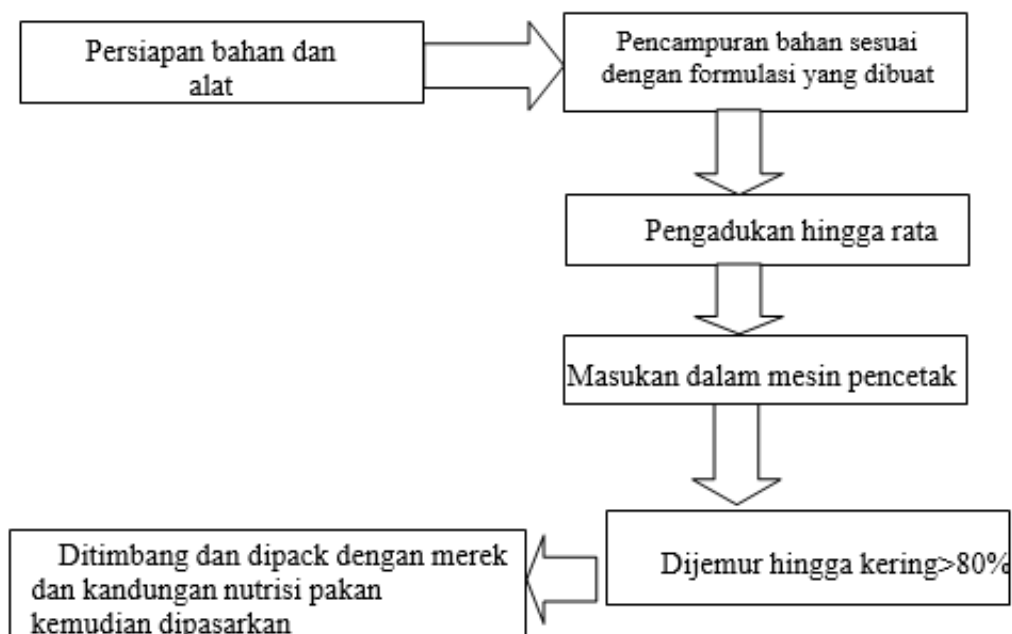 Persiapan bahan dan
alat
Pencampuran bahan sesuai
dengan formulasi yang dibuat
Pengadukan hingga rata
Masukan dalam mesin pencetak
Dijemur hingga kering>80%
Ditimbang dan dipack dengan merek
dan kandungan nutrisi pakan
kemudian dipasarkan